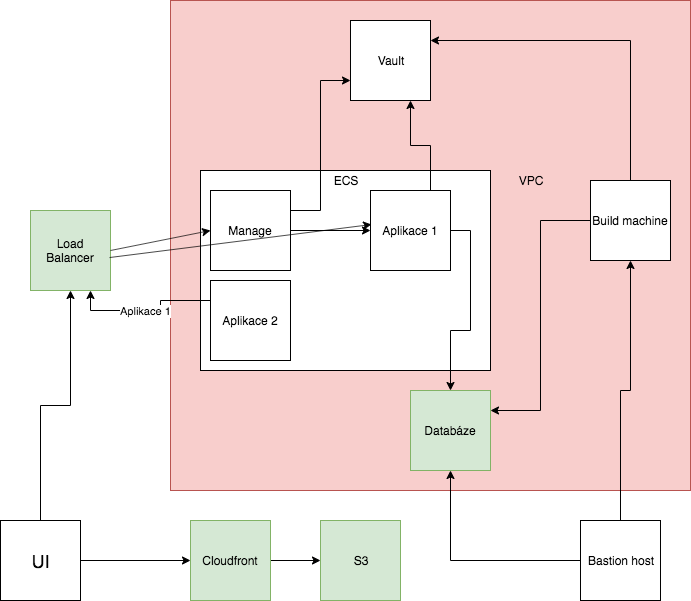 Vault
ECS
VPC
Manage
Aplikace 1
Build machine
Load
Balancer
Aplikace 1
Aplikace 2
Databáze
UI
Cloudfront
S3
Bastion host